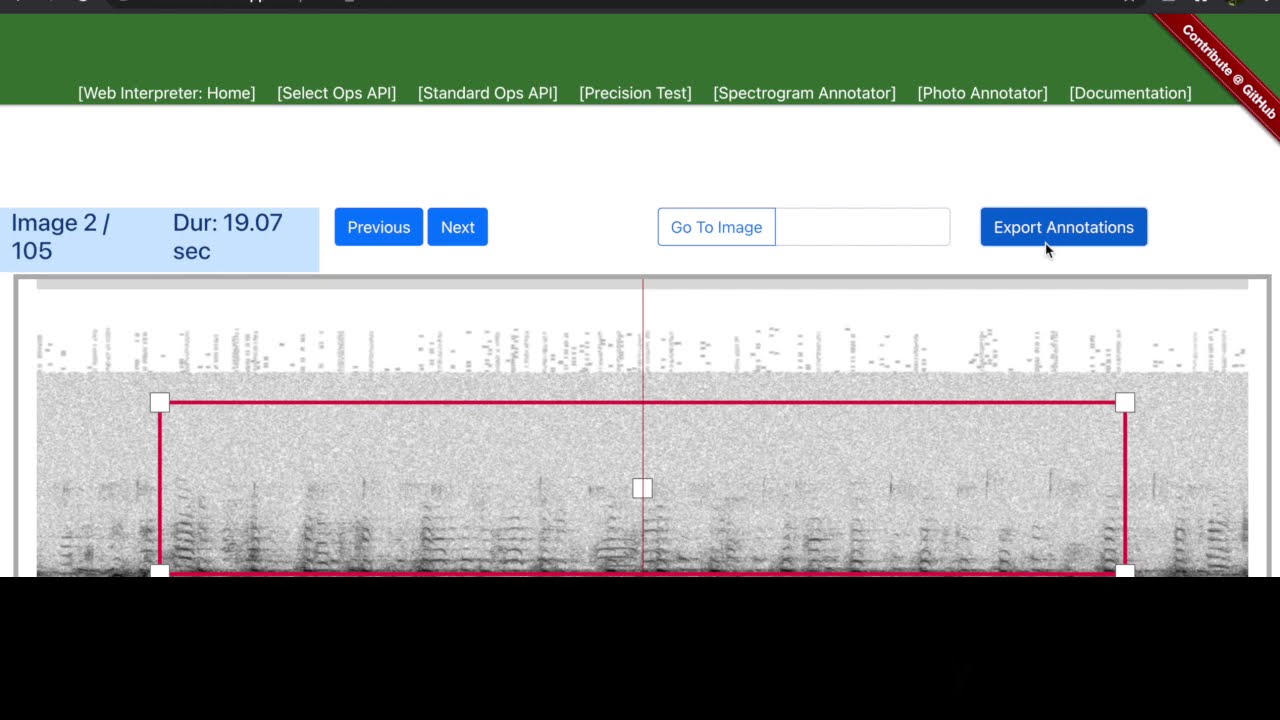 Contribute @ GitHub
[Web Interpreter: Home] [Select Ops API] [Standard Ops API] [Precision Test] [Spectrogram Annotator] [Photo Annotator] [Documentation]
Image 2 / 105
Dur: 19.07 sec
Previous Next
Go To Image
Export Annotations